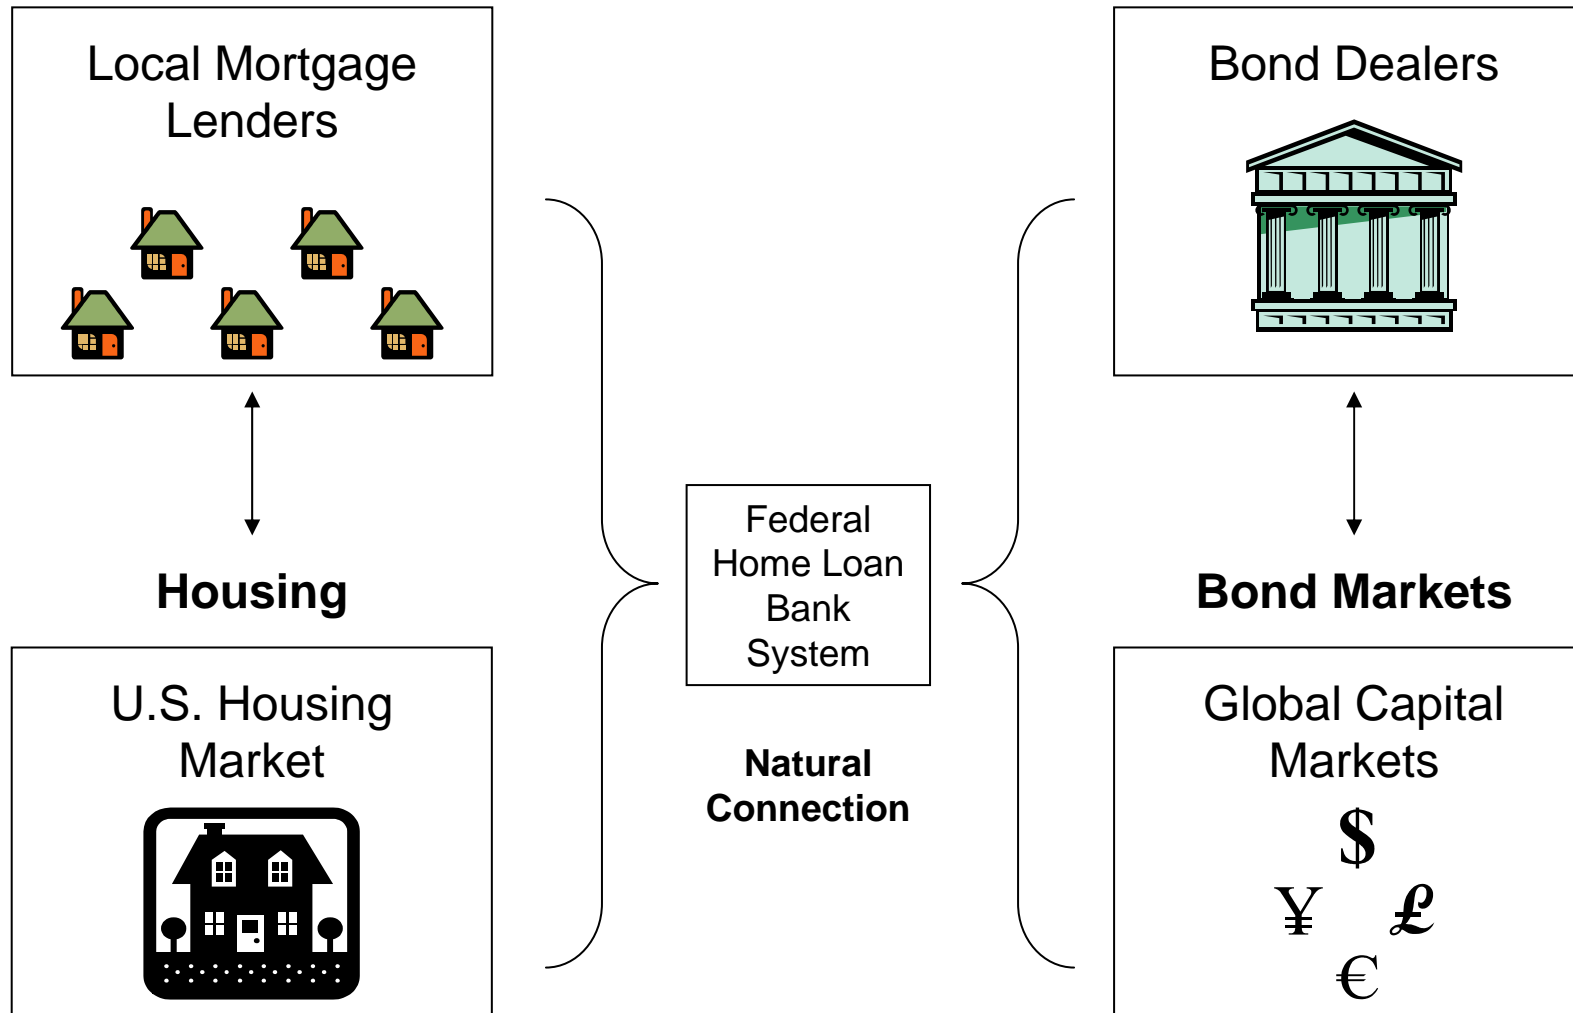 Local Mortgage
Lenders
Housing
U.S. Housing
Market
Federal
Home Loan
Bank
System
Natural
Connection
Bond Dealers
Bond Markets
Global Capital
Markets
$
¥ £
€